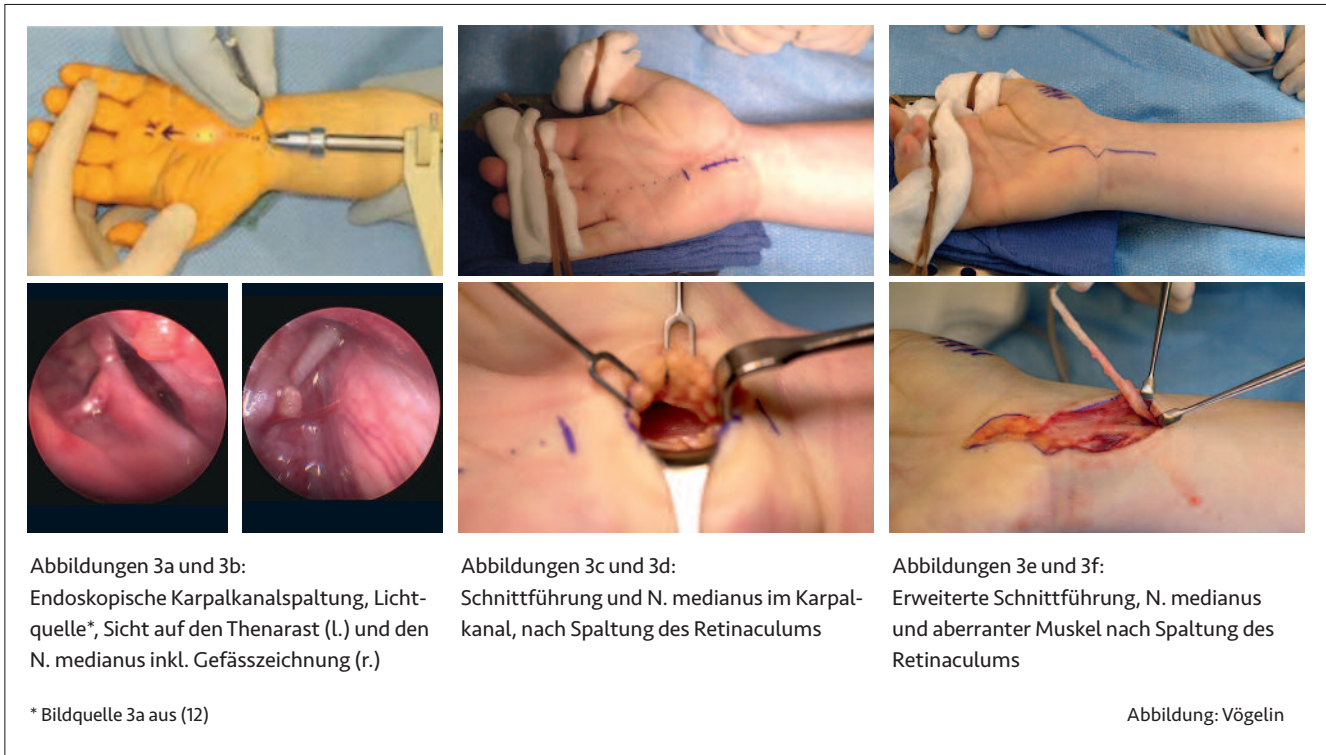 Abbildungen 3a und 3b:
Endoskopische Karpalkanalspaltung, Licht-
quelle*, Sicht auf den Thenarast (l.) und den
N. medianus inkl. Gefässzeichnung (r.)
Abbildungen 3c und 3d:
Schnittführung und N. medianus im Karpal-
kanal, nach Spaltung des Retinaculums
Abbildungen 3e und 3f:
Erweiterte Schnittführung, N. medianus
und aberranter Muskel nach Spaltung des
Retinaculums
* Bildquelle 3a aus (12)
Abbildung: Vögelin